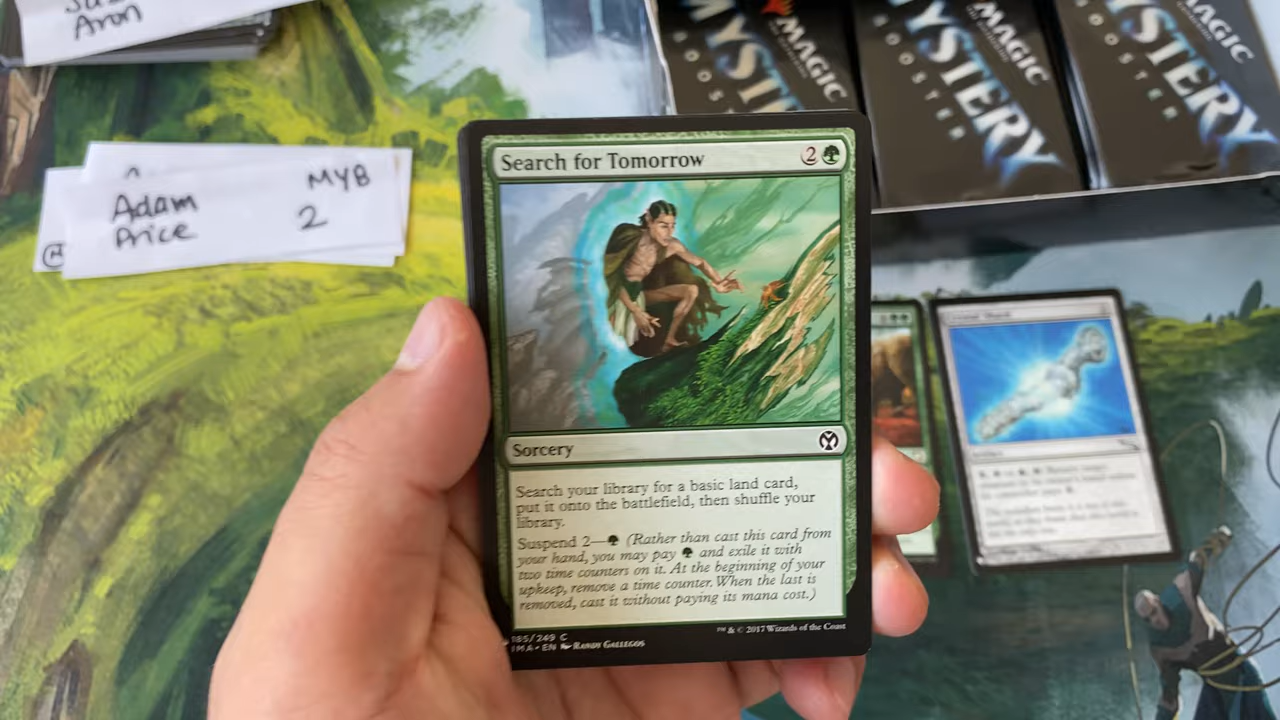 Aron
MYB
Adam
Price
2
MAGIC
MYSTERY
BOOSTER
MAGIC
MYSTERY
BOOSTER
MAGIC
MYSTERY
BOOSTER
Search for Tomorrow 2
Sorcery
Search your library for a basic land card,
put it onto the battlefield, then shuffle your
library.
Suspend 2— (Rather than cast this card from
your hand, you may pay and exile it with
two time counters on it. At the beginning of your
upkeep, remove a time counter. When the last is
removed, cast it without paying its mana cost.)
185/249 C
IMA • EN Randy Gallegos
™ & © 2017 Wizards of the Coast
Crystal Shard
Artifact